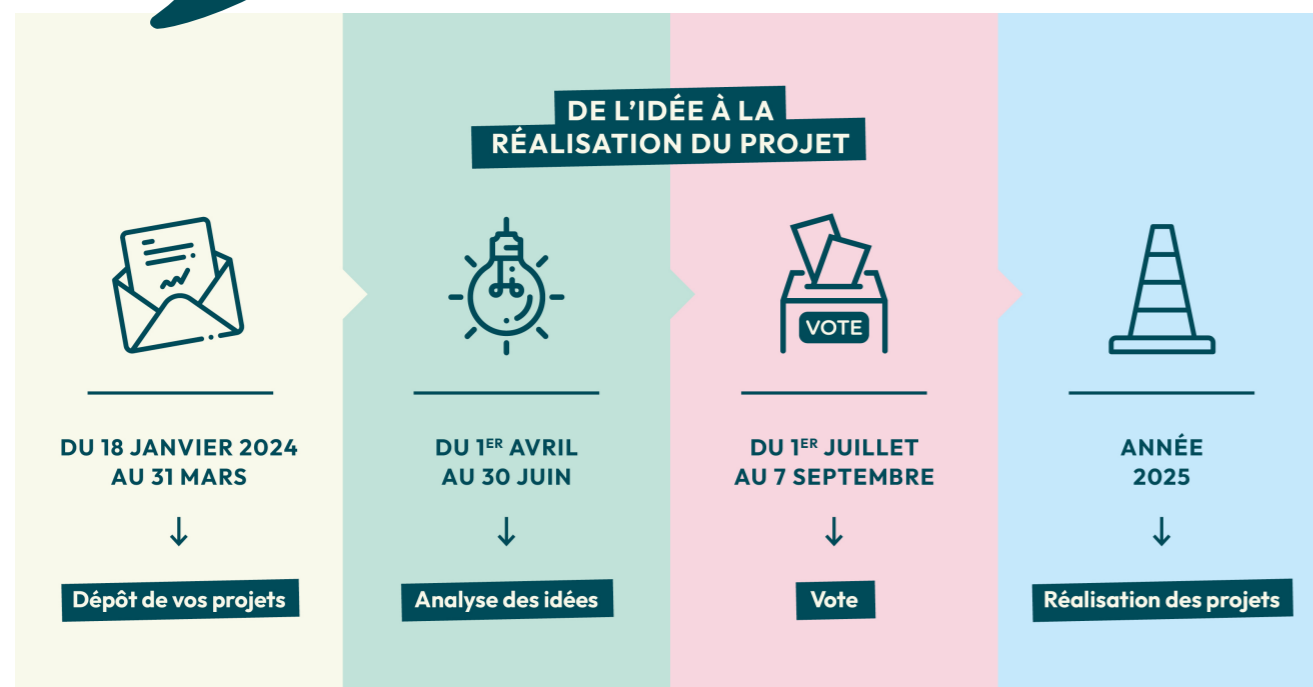 DE L’IDÉE À LA
RÉALISATION DU PROJET
DU 18 JANVIER 2024
AU 31 MARS
↓
Dépôt de vos projets
DU 1ER AVRIL
AU 30 JUIN
↓
Analyse des idées
VOTE
DU 1ER JUILLET
AU 7 SEPTEMBRE
↓
Vote
ANNÉE
2025
↓
Réalisation des projets